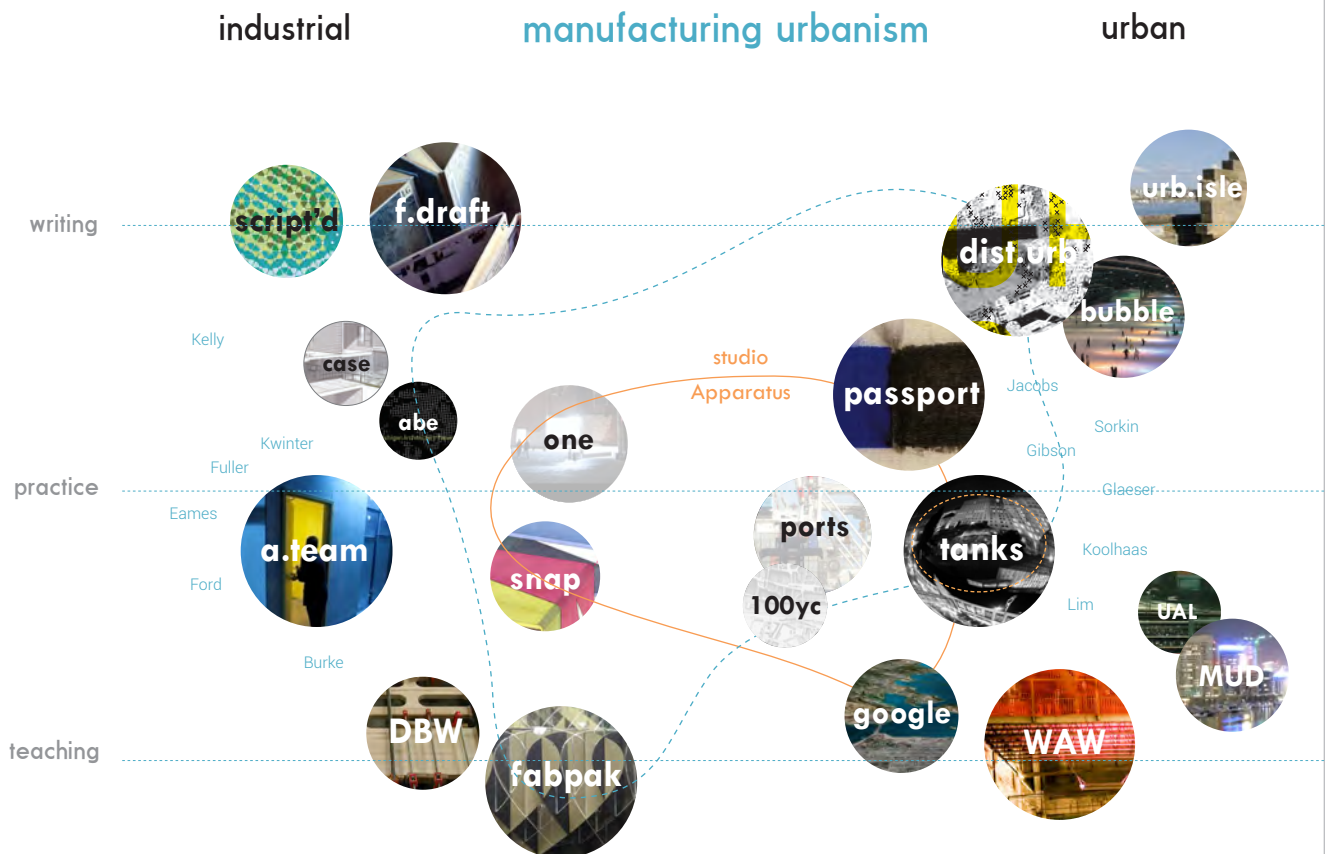 industrial
manufacturing urbanism
urban
urb.isle
script'd
f.draft
writing
dist.urb
bubble
Kelly
case
studio
Apparatus
passport
Jacobs
abe
one
Sorkin
Kwinter
Gibson
Fuller
practice
Glaeser
Eames
ports
a.team
tanks
Koolhaas
snap
Ford
100yc
Lim
UAL
Burke
MUD
google
DBW
WAW
teaching
fabpak